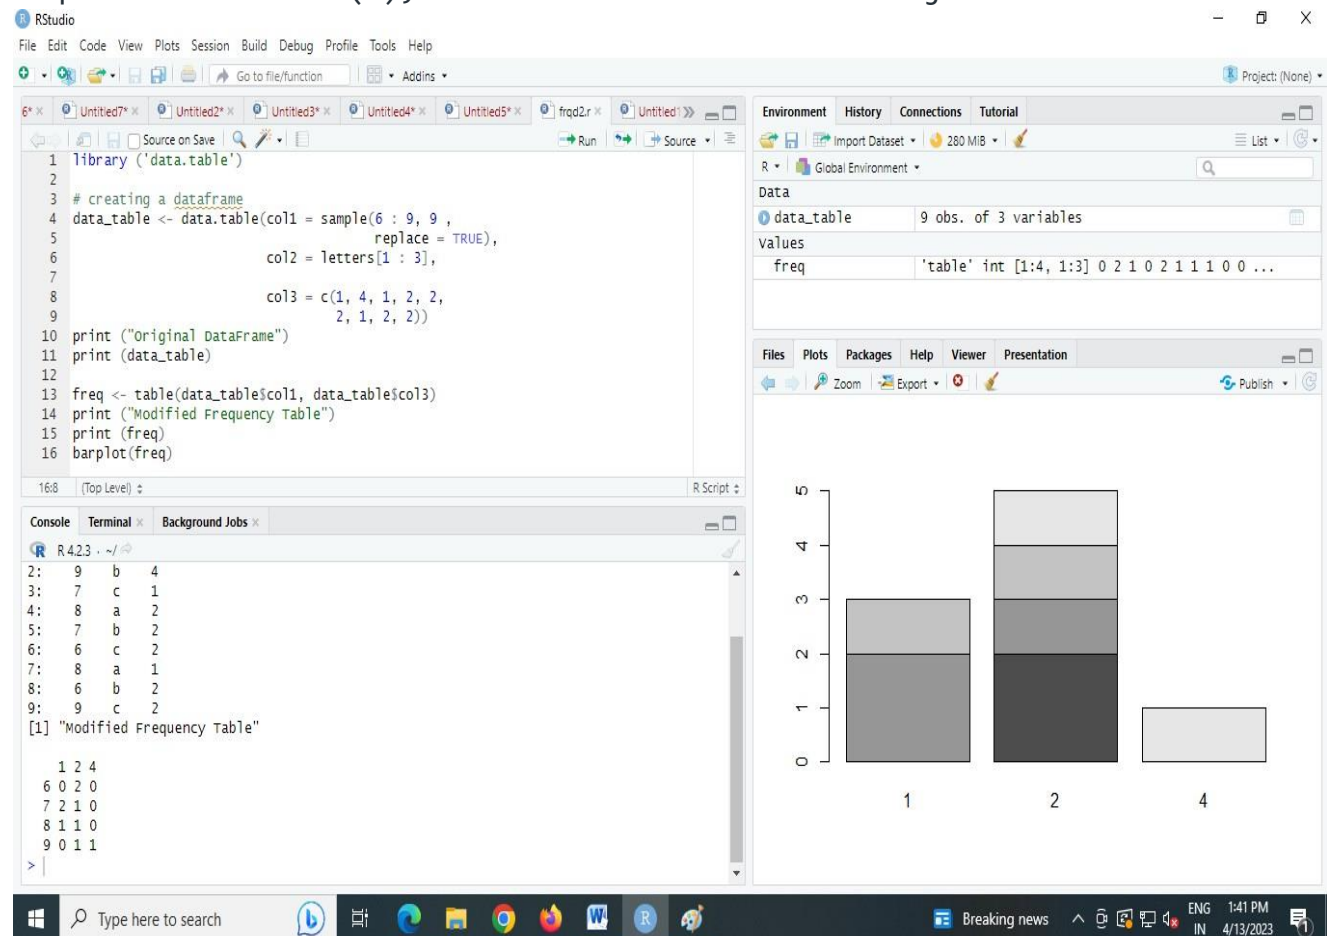 RStudio
File Edit Code View Plots Session Build Debug Profile Tools Help
Go to file/function Addins Project: (None)
6* Untitled7* Untitled2* Untitled3* Untitled4* Untitled5* frqd2.r Untitled1
Source on Save Run Source
1 library ('data.table')
2
3 # creating a dataframe
4 data_table <- data.table(col1 = sample(6 : 9, 9 ,
5 replace = TRUE),
6 col2 = letters[1 : 3],
7
8 col3 = c(1, 4, 1, 2, 2,
9 2, 1, 2, 2))
10 print ("Original DataFrame")
11 print (data_table)
12
13 freq <- table(data_table$col1, data_table$col3)
14 print ("Modified Frequency Table")
15 print (freq)
16 barplot(freq)
16:8 (Top Level) R Script
Console Terminal Background Jobs
R 4.2.3 · ~/
2: 9 b 4
3: 7 c 1
4: 8 a 2
5: 7 b 2
6: 6 c 2
7: 8 a 1
8: 6 b 2
9: 9 c 2
[1] "Modified Frequency Table"
1 2 4
6 0 2 0
7 2 1 0
8 1 1 0
9 0 1 1
>
Environment History Connections Tutorial
Import Dataset 280 MiB List
R Global Environment
Data
data_table 9 obs. of 3 variables
Values
freq 'table' int [1:4, 1:3] 0 2 1 0 2 1 1 1 0 0 ...
Files Plots Packages Help Viewer Presentation
Zoom Export Publish
5
4
3
2
1
0
1 2 4
Type here to search
Breaking news
ENG 1:41 PM
IN 4/13/2023